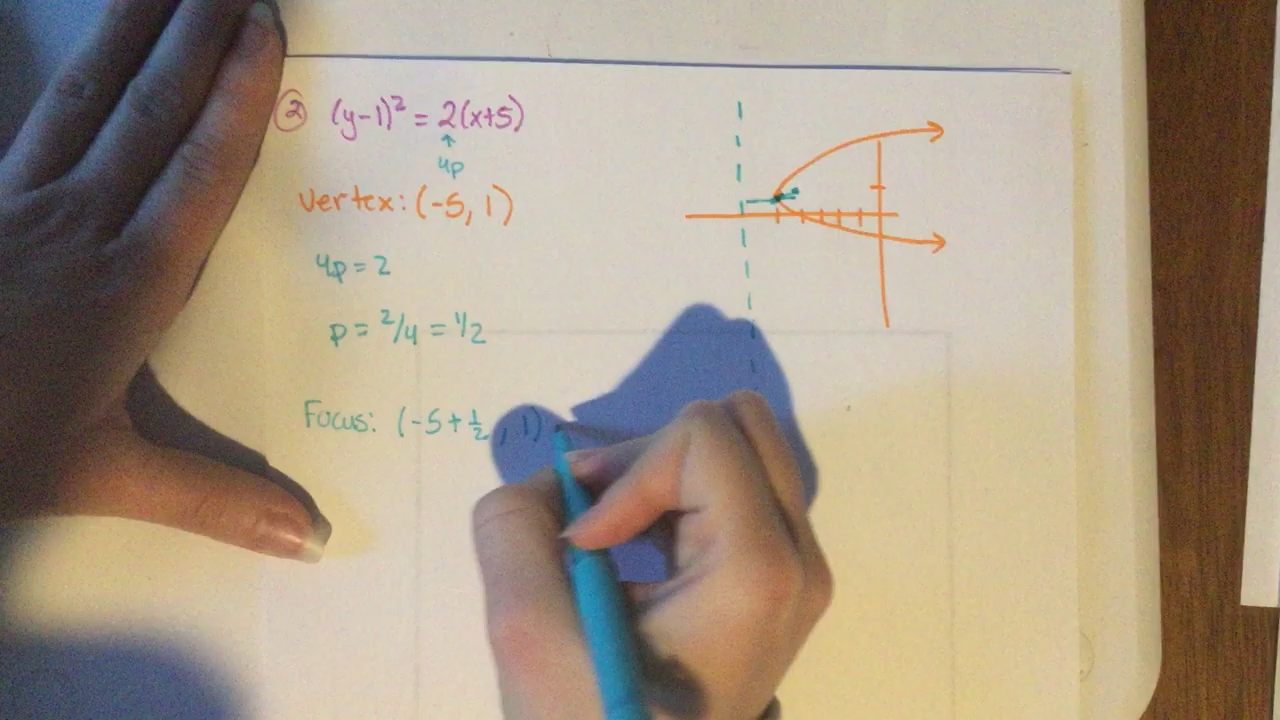 ② (y-1)² = 2(x+5)
↑
4p
Vertex: (-5, 1)
4p = 2
p = 2/4 = 1/2
Focus: (-5 + 1/2, 1)